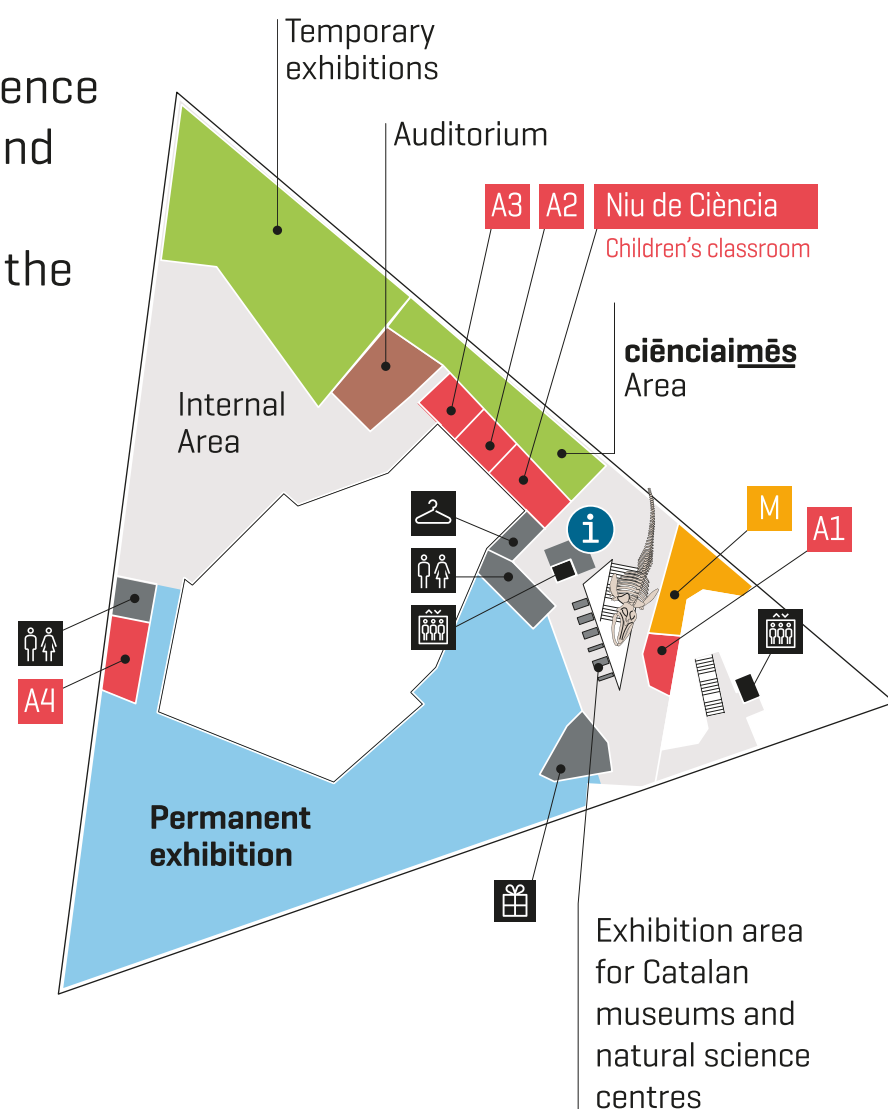 ence
nd
the
Temporary
exhibitions
Auditorium
A3
A2
Niu de Ciència
Children's classroom
ciēnciaimēs
Area
Internal
Area
i
M
A1
A4
Permanent
exhibition
Exhibition area
for Catalan
museums and
natural science
centres